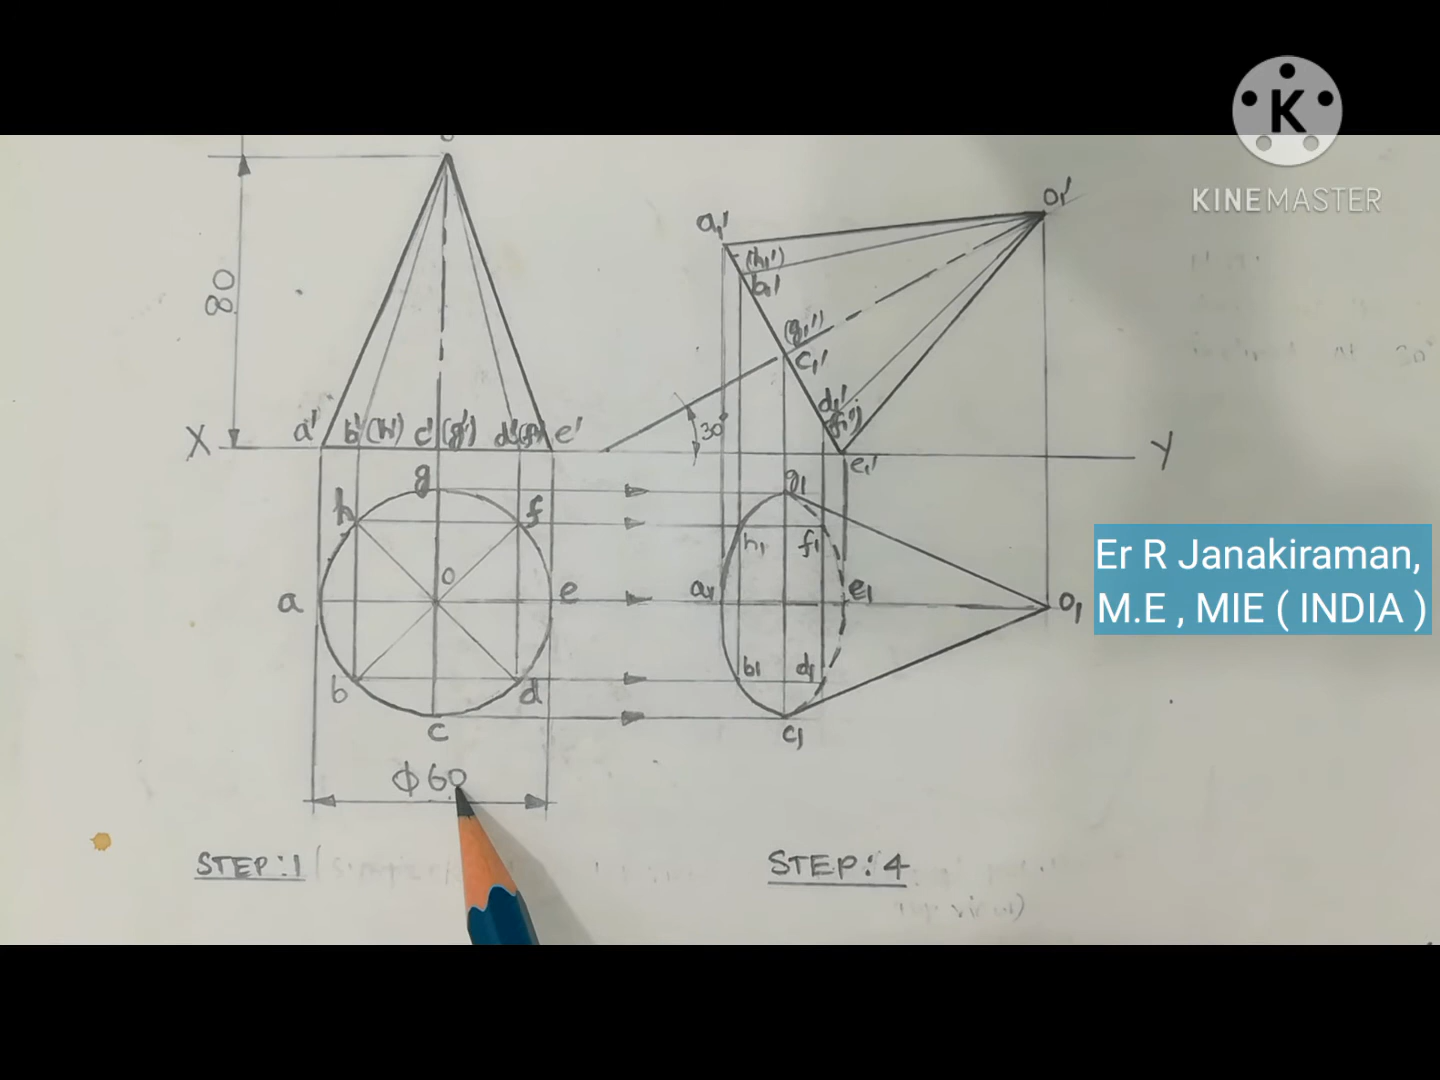 KINEMASTER
o₁'
a₁'
(h₁')
b₁'
80
(g₁')
c₁'
d₁'
(f₁')
30°
X a' b'(h') c'(g') d'(f') e'
e₁' Y
g g₁
h f h₁ f₁
a o e a₁ e₁ o₁
Er R Janakiraman,
M.E , MIE ( INDIA )
b d b₁ d₁
c c₁
ϕ60
STEP:1 STEP:4